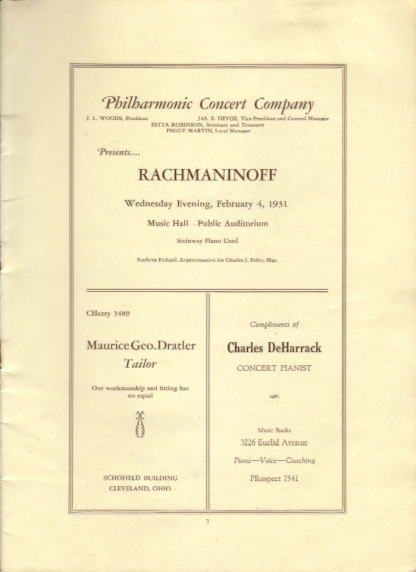 Philharmonic Concert Company
J. L. WOODS, President JAS. E. DEVOE, Vice-President and General Manager
ZETTA ROBINSON, Secretary and Treasurer
PEGGY MARTIN, Local Manager
Presents....
RACHMANINOFF
Wednesday Evening, February 4, 1931
Music Hall—Public Auditorium
Steinway Piano Used
Representative for Charles J. Foley, Mgr.
CHerry 3489
Maurice Geo. Dratler
Tailor
Our workmanship and fitting has
no equal
SCHOFIELD BUILDING
CLEVELAND, OHIO
Compliments of
Charles DeHarrack
CONCERT PIANIST
Music Studio
3226 Euclid Avenue
Piano—Voice—Coaching
PRospect 7541
3